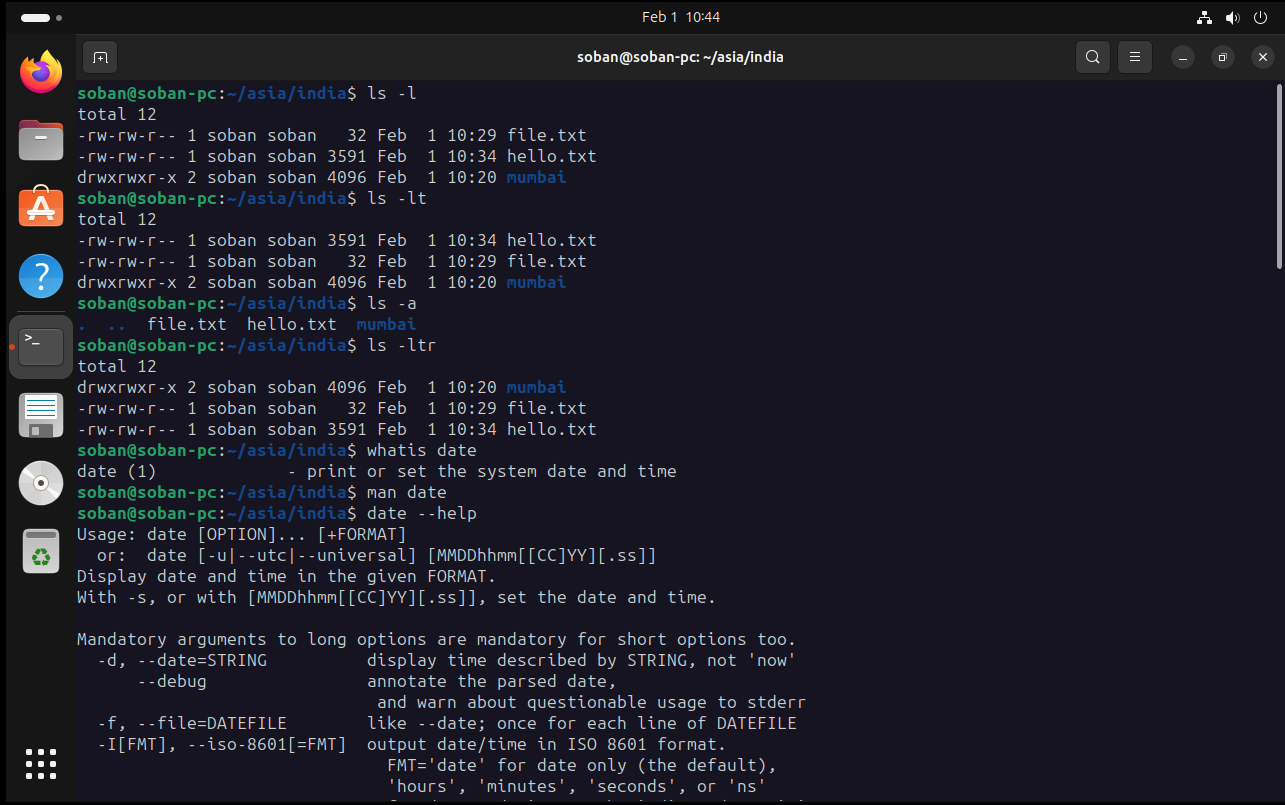 Feb 1 10:44
soban@soban-pc: ~/asia/india
soban@soban-pc:~/asia/india$ ls -l
total 12
-rw-rw-r-- 1 soban soban   32 Feb  1 10:29 file.txt
-rw-rw-r-- 1 soban soban 3591 Feb  1 10:34 hello.txt
drwxrwxr-x 2 soban soban 4096 Feb  1 10:20 mumbai
soban@soban-pc:~/asia/india$ ls -lt
total 12
-rw-rw-r-- 1 soban soban 3591 Feb  1 10:34 hello.txt
-rw-rw-r-- 1 soban soban   32 Feb  1 10:29 file.txt
drwxrwxr-x 2 soban soban 4096 Feb  1 10:20 mumbai
soban@soban-pc:~/asia/india$ ls -a
.  ..  file.txt  hello.txt  mumbai
soban@soban-pc:~/asia/india$ ls -ltr
total 12
drwxrwxr-x 2 soban soban 4096 Feb  1 10:20 mumbai
-rw-rw-r-- 1 soban soban   32 Feb  1 10:29 file.txt
-rw-rw-r-- 1 soban soban 3591 Feb  1 10:34 hello.txt
soban@soban-pc:~/asia/india$ whatis date
date (1)             - print or set the system date and time
soban@soban-pc:~/asia/india$ man date
soban@soban-pc:~/asia/india$ date --help
Usage: date [OPTION]... [+FORMAT]
  or:  date [-u|--utc|--universal] [MMDDhhmm[[CC]YY][.ss]]
Display date and time in the given FORMAT.
With -s, or with [MMDDhhmm[[CC]YY][.ss]], set the date and time.

Mandatory arguments to long options are mandatory for short options too.
  -d, --date=STRING          display time described by STRING, not 'now'
      --debug                annotate the parsed date,
                              and warn about questionable usage to stderr
  -f, --file=DATEFILE        like --date; once for each line of DATEFILE
  -I[FMT], --iso-8601[=FMT]  output date/time in ISO 8601 format.
                               FMT='date' for date only (the default),
                               'hours', 'minutes', 'seconds', or 'ns'